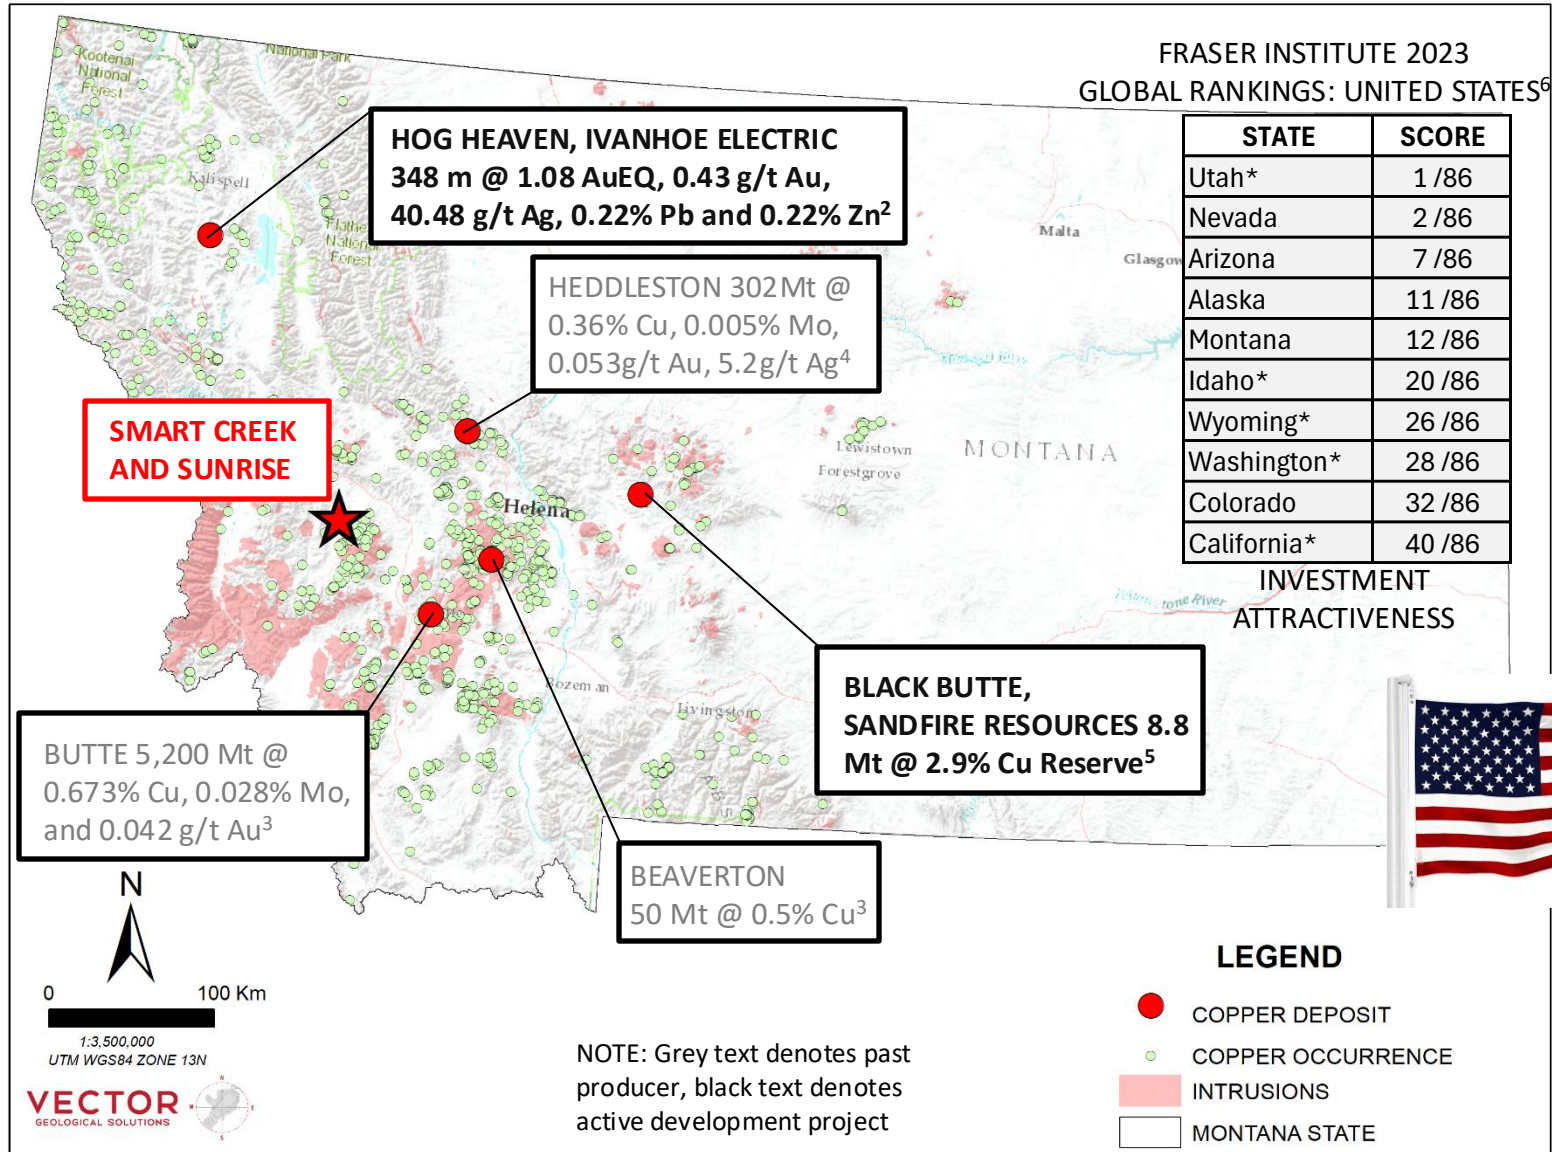 Kootenai
National
Forest
National Park
FRASER INSTITUTE 2023
GLOBAL RANKINGS: UNITED STATES⁶
STATE SCORE
Utah* 1 /86
Nevada 2 /86
Arizona 7 /86
Alaska 11 /86
Montana 12 /86
Idaho* 20 /86
Wyoming* 26 /86
Washington* 28 /86
Colorado 32 /86
California* 40 /86
INVESTMENT
ATTRACTIVENESS
HOG HEAVEN, IVANHOE ELECTRIC
348 m @ 1.08 AuEQ, 0.43 g/t Au,
40.48 g/t Ag, 0.22% Pb and 0.22% Zn²
Kalispell
Flathe
National
Forest
Malta
Glasgow
HEDDLESTON 302Mt @
0.36% Cu, 0.005% Mo,
0.053g/t Au, 5.2g/t Ag⁴
SMART CREEK
AND SUNRISE
Lewistown
Forestgrove
MONTANA
Helena
stone River
Bozeman
Livingston
BLACK BUTTE,
SANDFIRE RESOURCES 8.8
Mt @ 2.9% Cu Reserve⁵
BUTTE 5,200 Mt @
0.673% Cu, 0.028% Mo,
and 0.042 g/t Au³
BEAVERTON
50 Mt @ 0.5% Cu³
N
0 100 Km
1:3,500,000
UTM WGS84 ZONE 13N
VECTOR
GEOLOGICAL SOLUTIONS
N
E
S
NOTE: Grey text denotes past
producer, black text denotes
active development project
LEGEND
COPPER DEPOSIT
COPPER OCCURRENCE
INTRUSIONS
MONTANA STATE